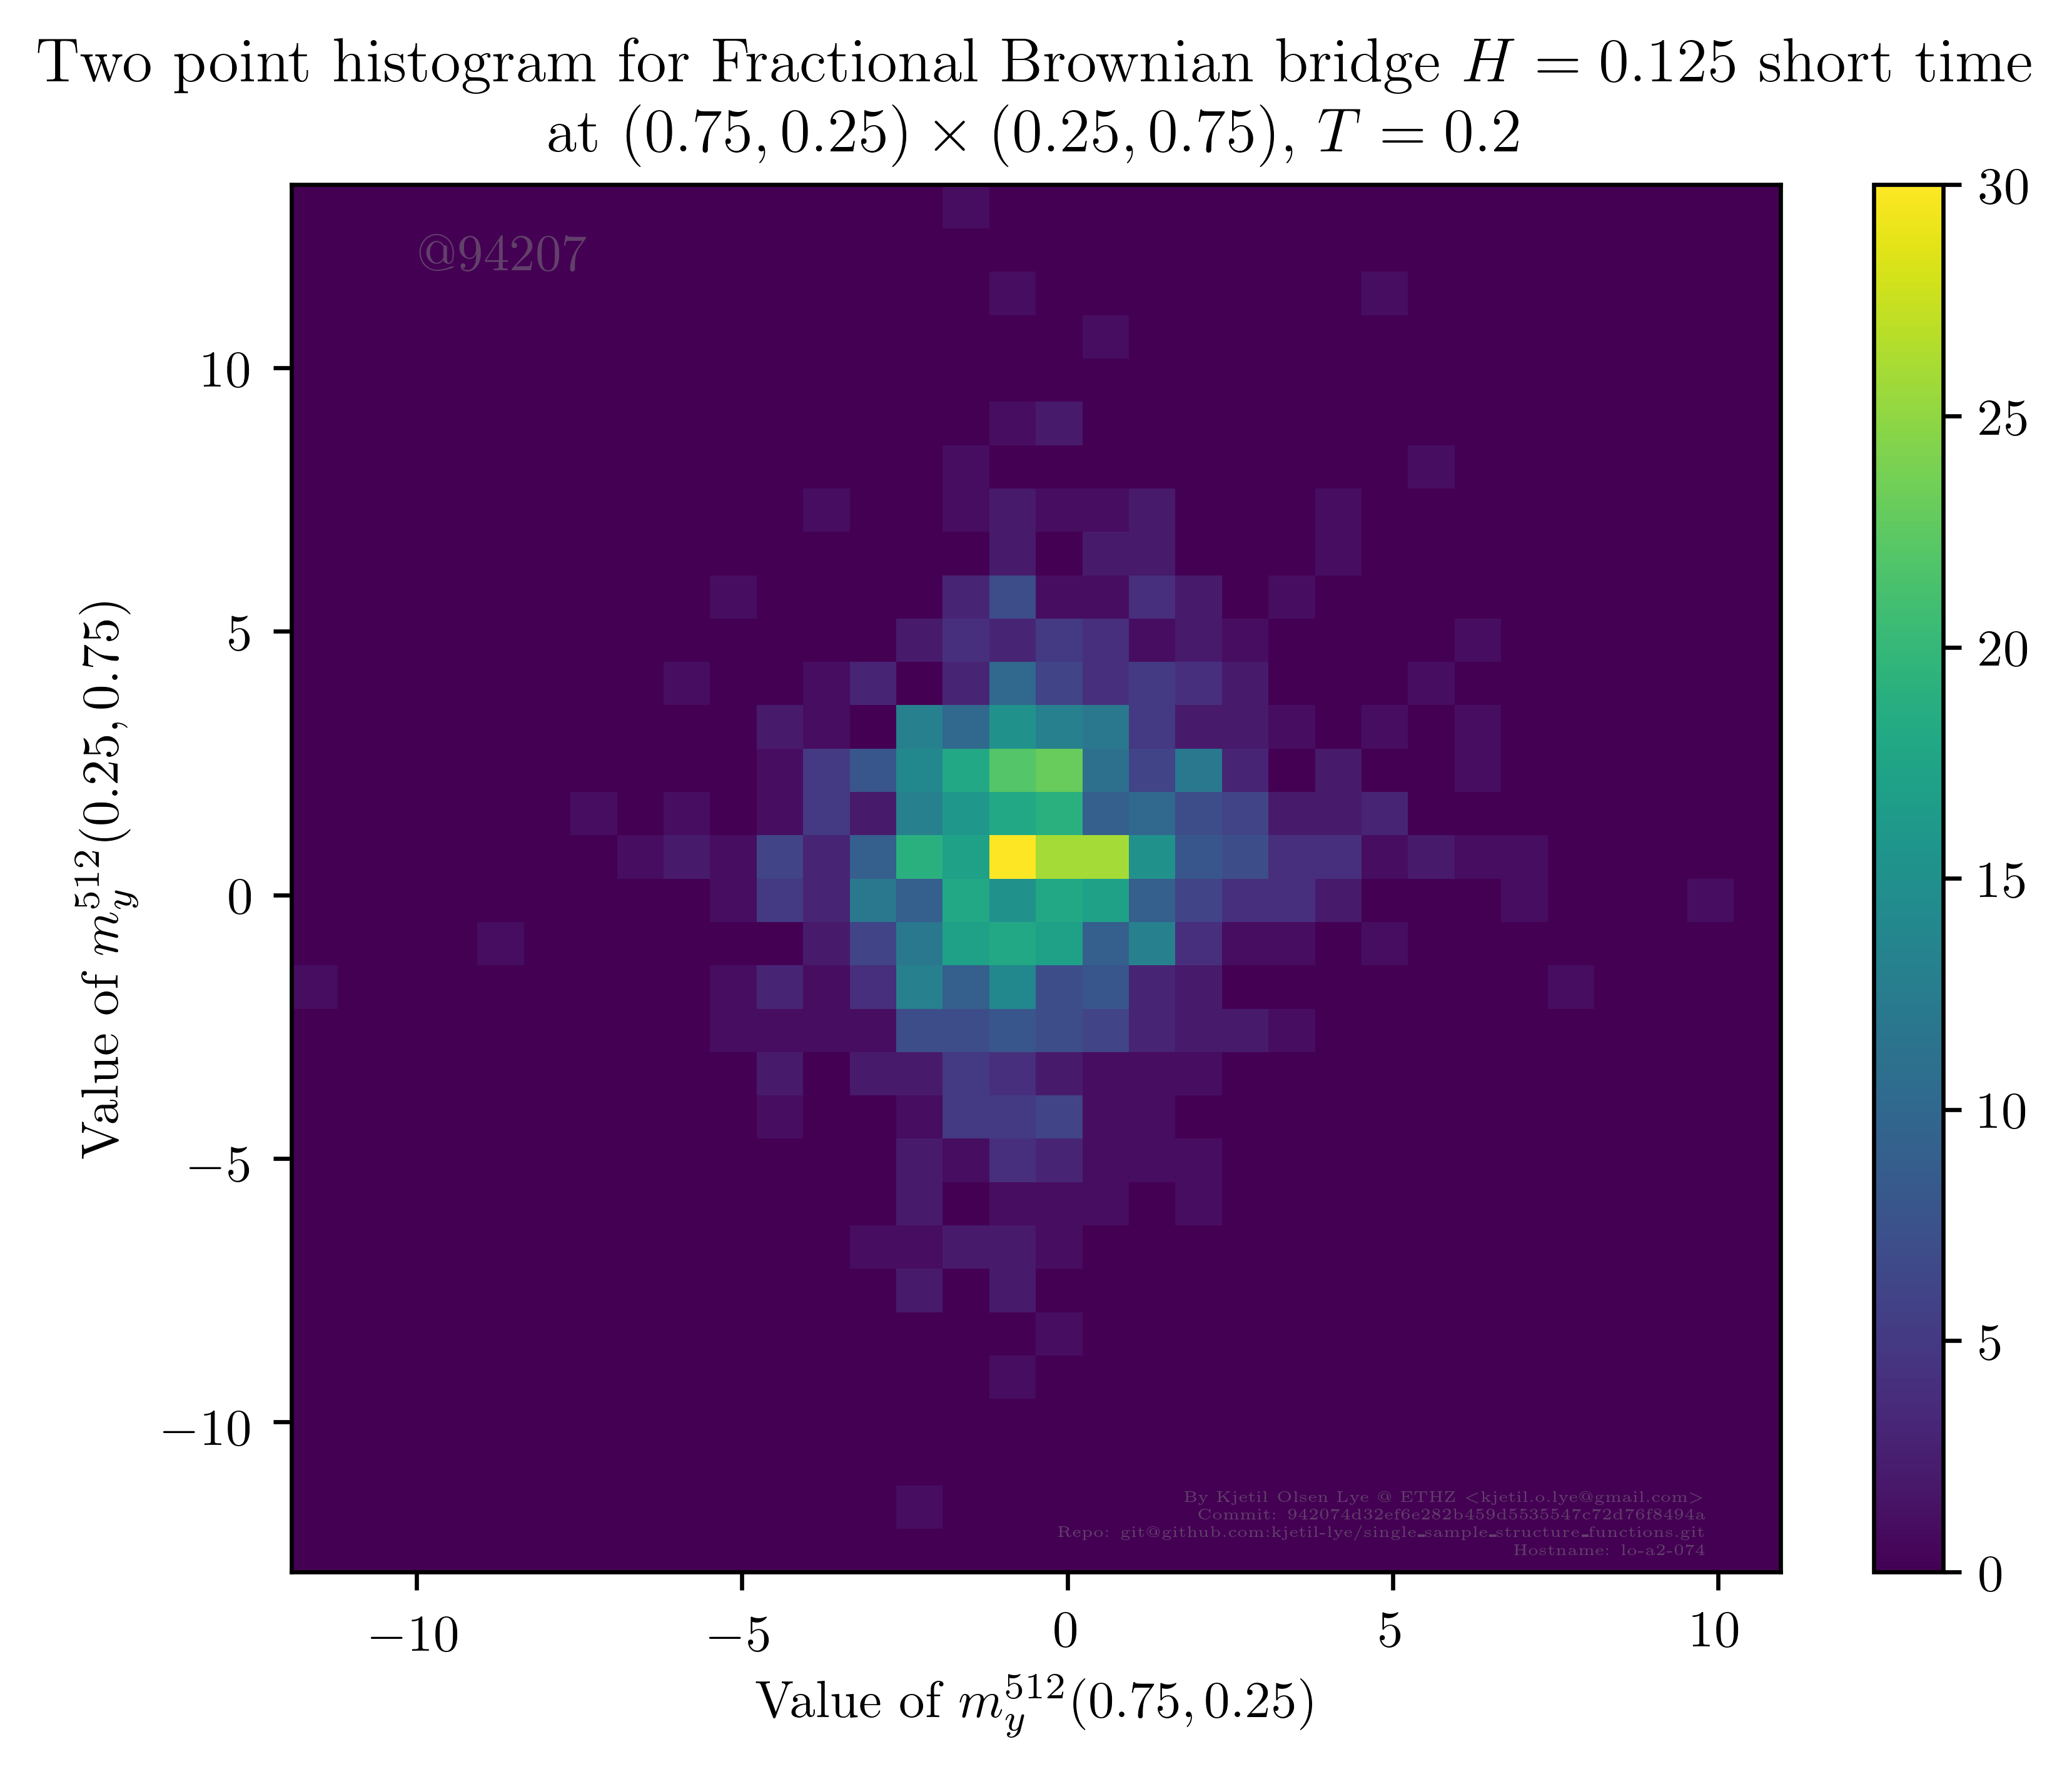 Two point histogram for Fractional Brownian bridge H = 0.125 short time
at (0.75, 0.25) × (0.25, 0.75), T = 0.2
@94207
10
5
0
−5
−10
Value of m_y^512(0.25, 0.75)
−10
−5
0
5
10
Value of m_y^512(0.75, 0.25)
30
25
20
15
10
5
0
By Kjetil Olsen Lye @ ETHZ <kjetil.o.lye@gmail.com>
Commit: 942074d32ef6e282b459d5535547c72d76f8494a
Repo: git@github.com:kjetil-lye/single_sample_structure_functions.git
Hostname: lo-a2-074